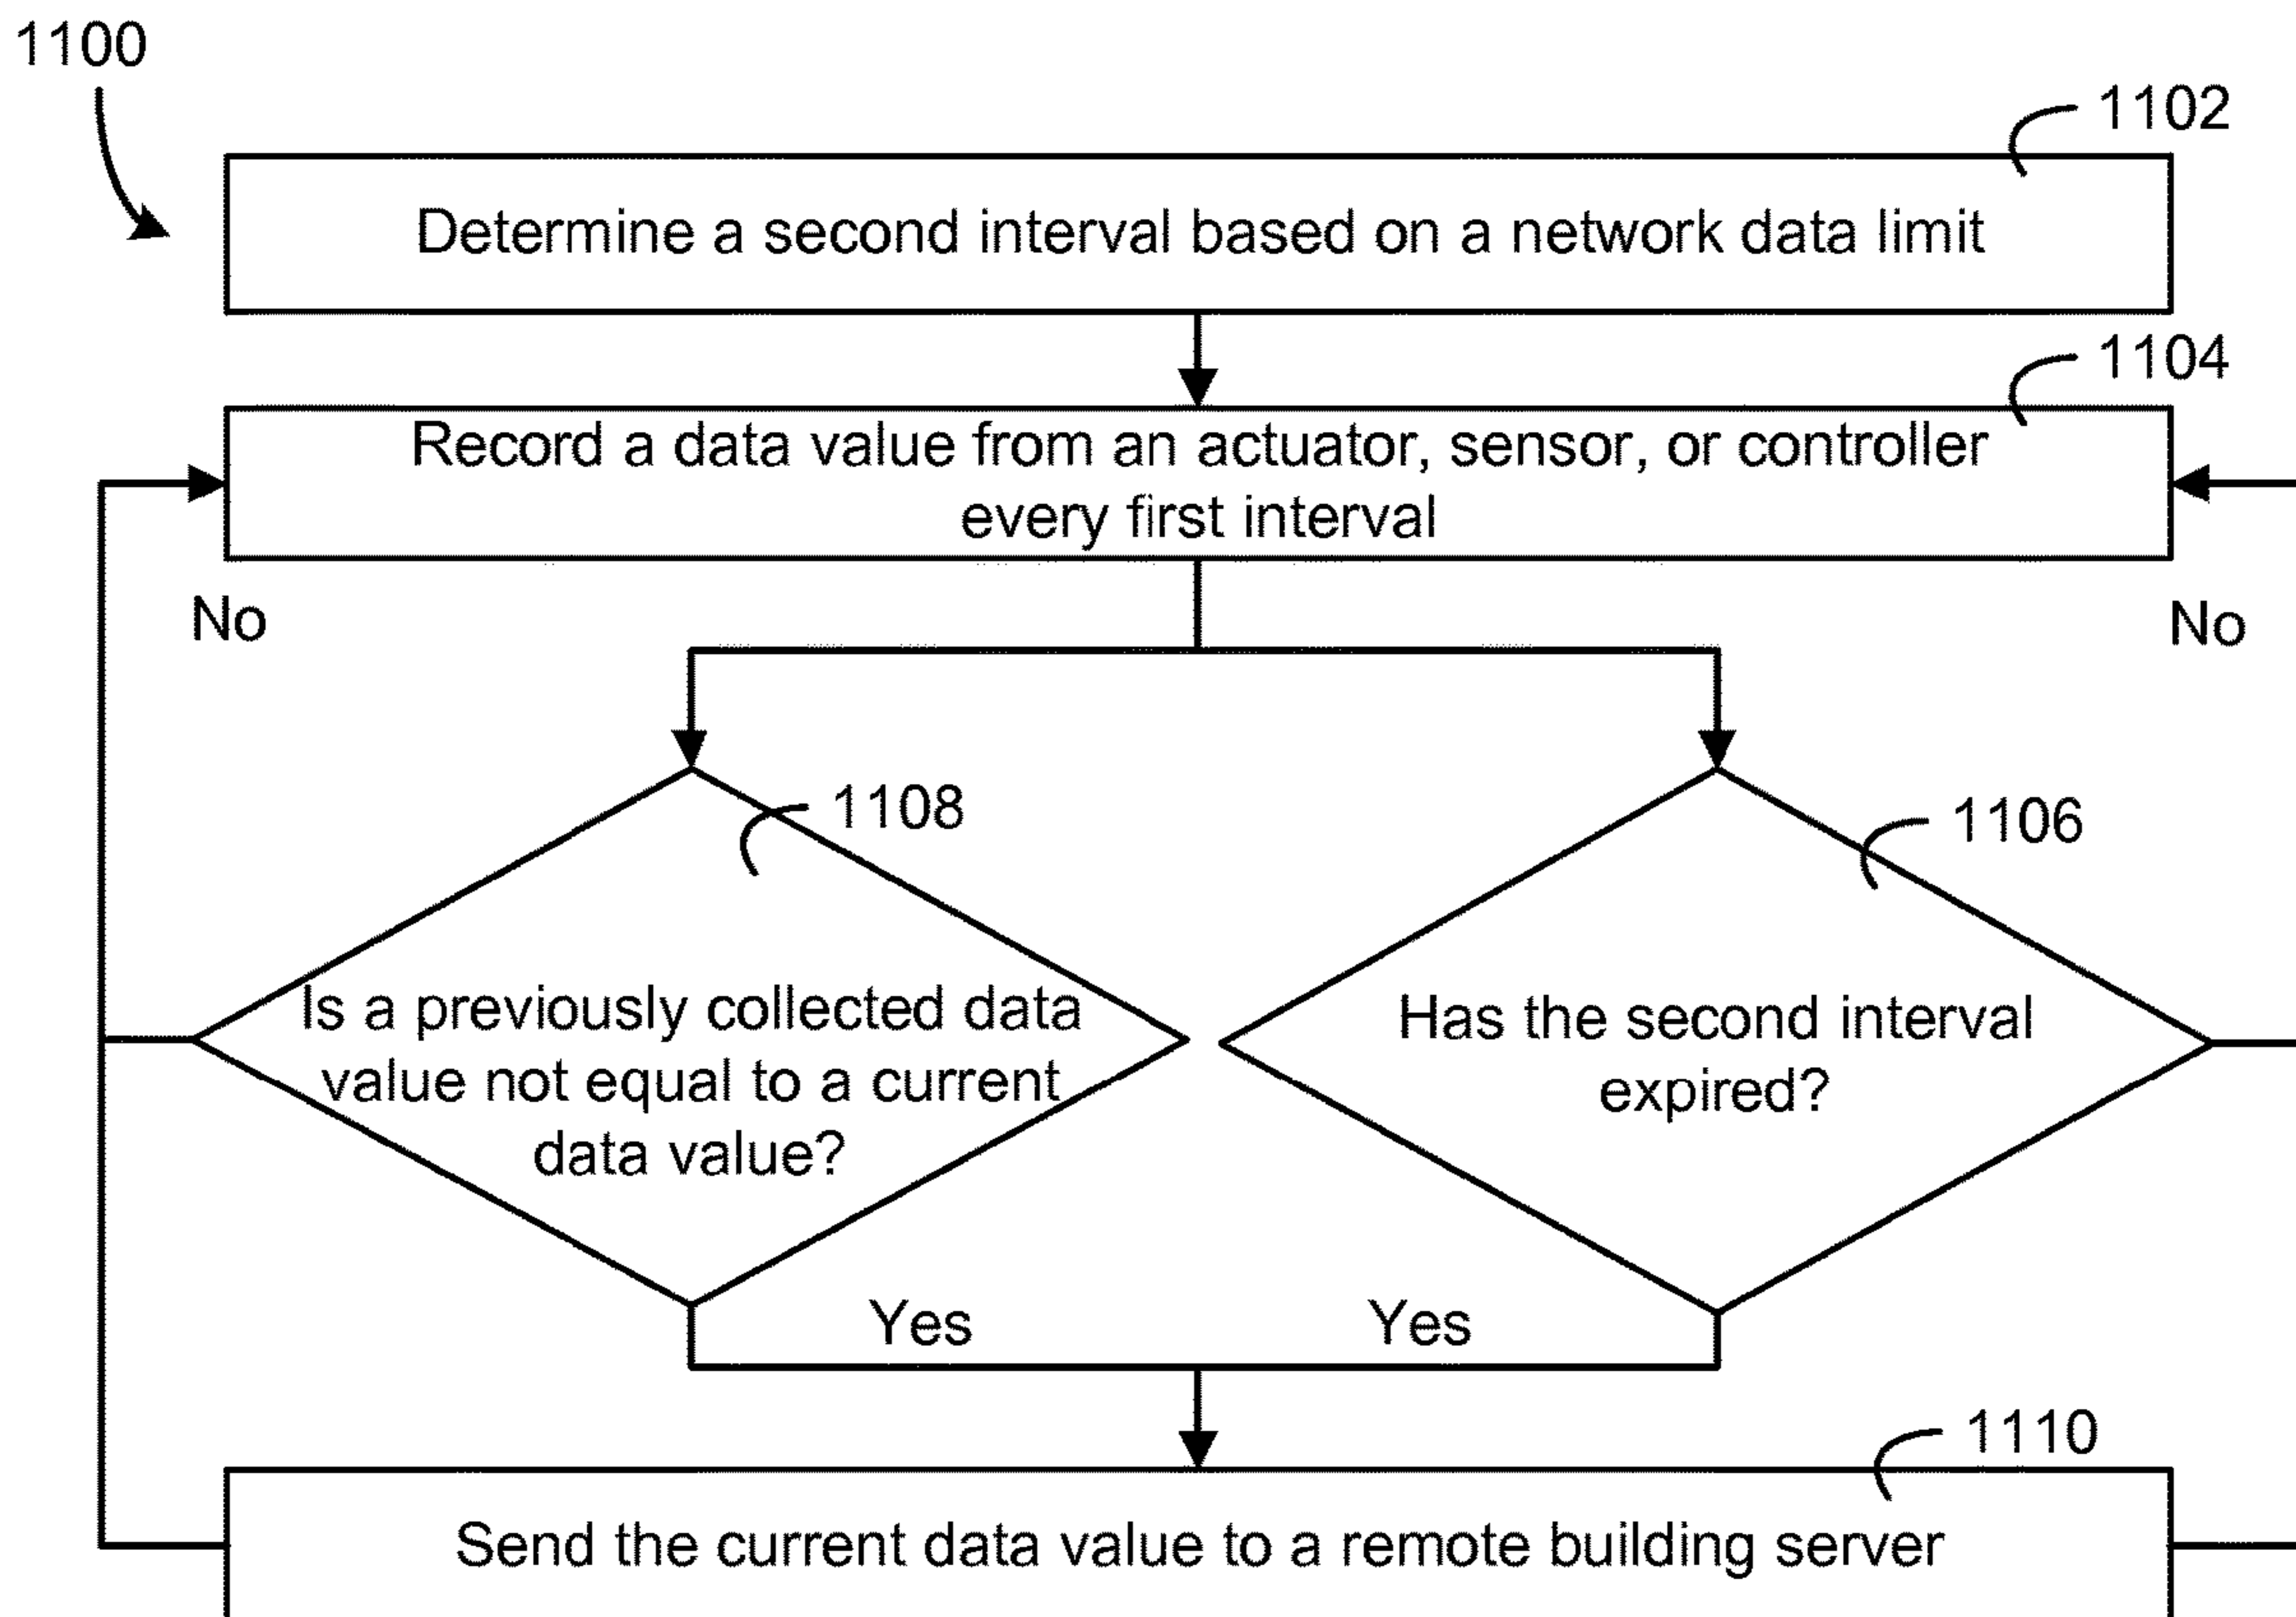 1100
1102
Determine a second interval based on a network data limit
1104
Record a data value from an actuator, sensor, or controller
every first interval
No
No
1108
1106
Is a previously collected data
value not equal to a current
data value?
Has the second interval
expired?
Yes
Yes
1110
Send the current data value to a remote building server